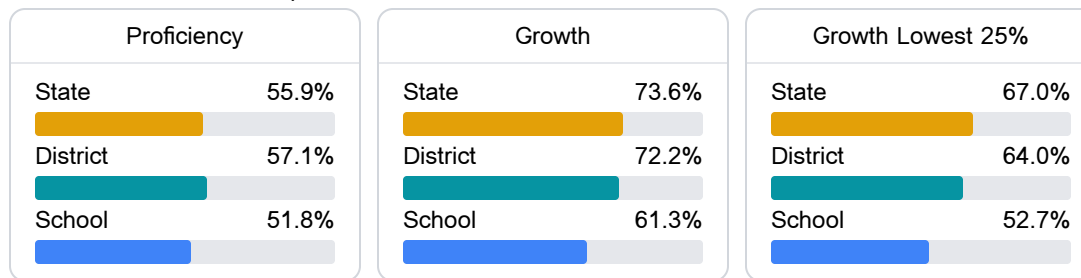 Proficiency
State 55.9%
District 57.1%
School 51.8%
Growth
State 73.6%
District 72.2%
School 61.3%
Growth Lowest 25%
State 67.0%
District 64.0%
School 52.7%